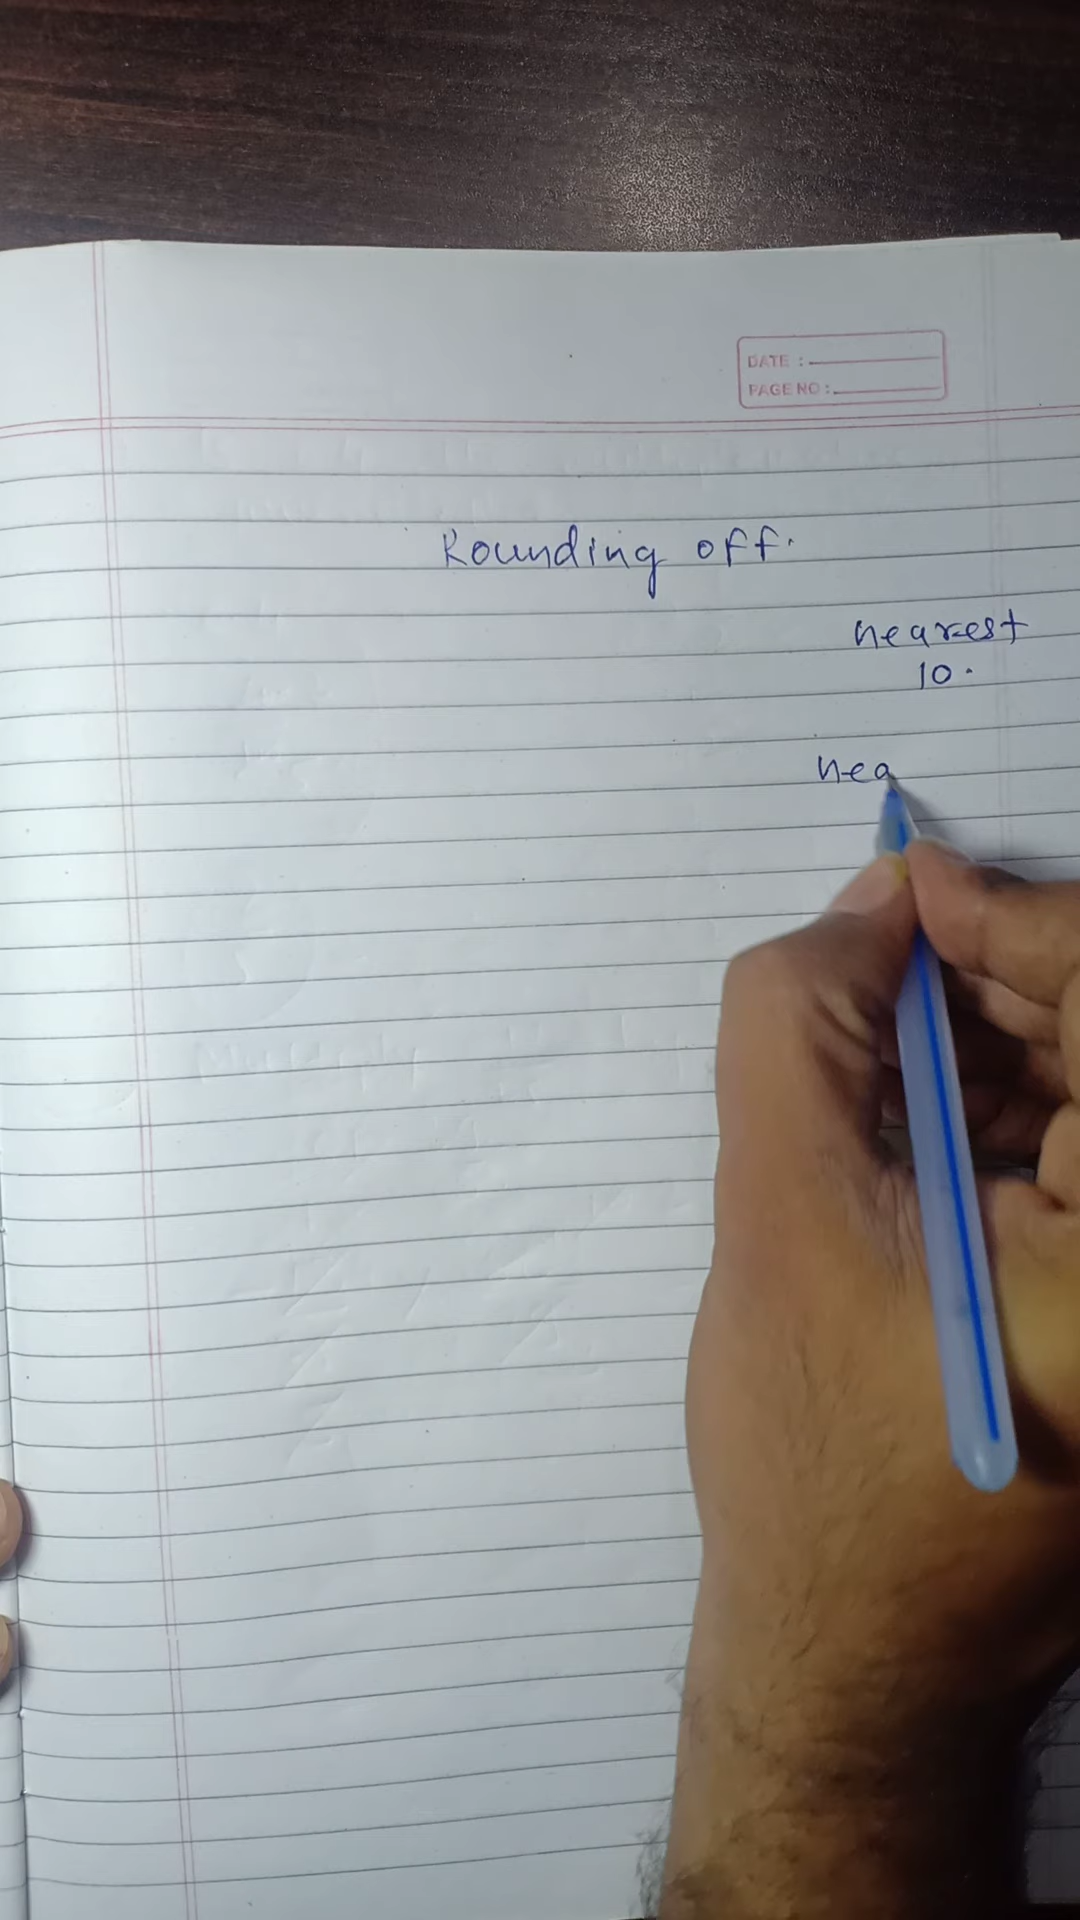 DATE :
PAGE NO :
Rounding off.
nearest
10.
nea